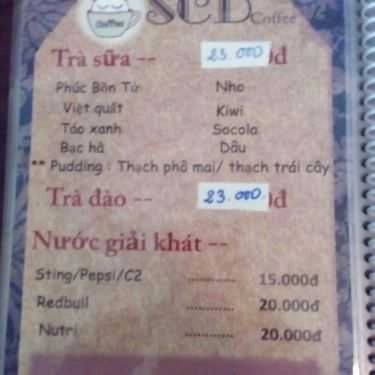 Coffee
SCB Coffee
Trà sữa -- 23.000đ
Phúc Bồn Tử Nho
Việt quất Kiwi
Táo xanh Socola
Bạc hà Dâu
** Pudding : Thạch phô mai/ thạch trái cây
Trà đào -- 23.000đ
Nước giải khát --
Sting/Pepsi/C2 ............ 15.000đ
Redbull ............ 20.000đ
Nutri ............ 20.000đ